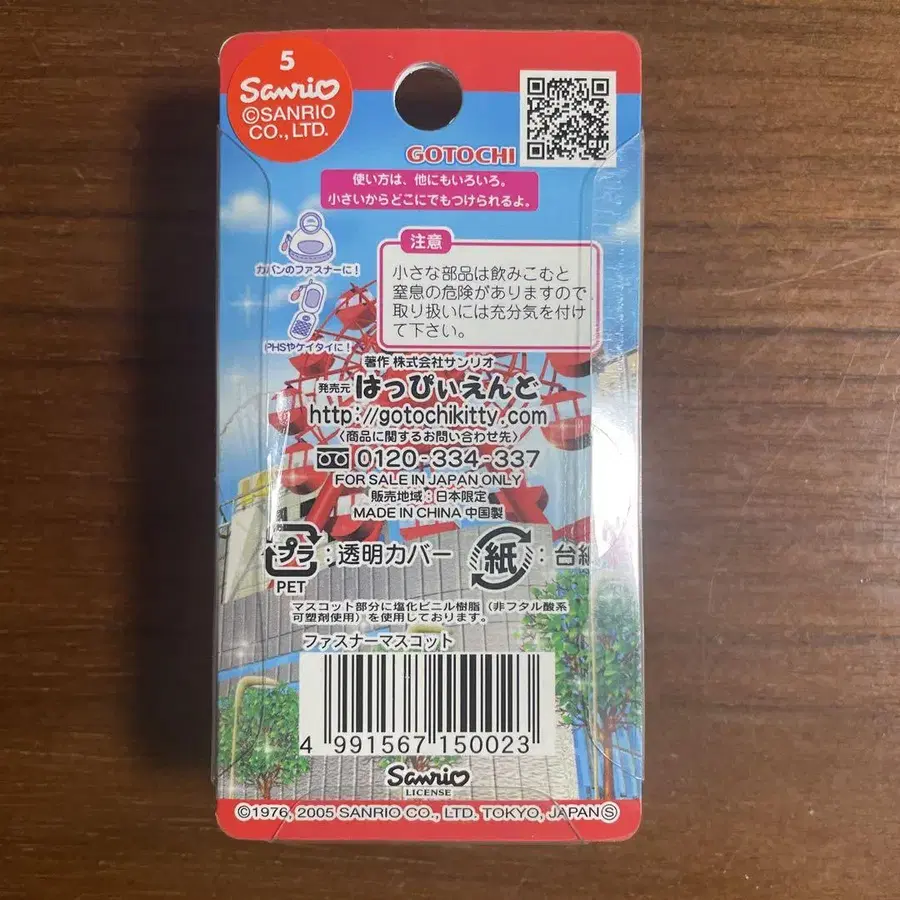 5
Sanrio
©SANRIO
CO., LTD.
GOTOCHI
使い方は、他にもいろいろ。
小さいからどこにでもつけられるよ。
カバンのファスナーに!
PHSやケイタイに!
注意
小さな部品は飲みこむと
窒息の危険がありますので、
取り扱いには充分気を付け
て下さい。
著作 株式会社サンリオ
発売元 はっぴぃえんど
http://gotochikitty.com
〈商品に関するお問い合わせ先〉
0120-334-337
FOR SALE IN JAPAN ONLY
販売地域：日本限定
MADE IN CHINA 中国製
プラ：透明カバー 紙：台紙
PET
マスコット部分に塩化ビニル樹脂（非フタル酸系
可塑剤使用）を使用しております。
ファスナーマスコット
4 991567 150023
Sanrio
LICENSE
©1976, 2005 SANRIO CO., LTD. TOKYO, JAPAN Ⓢ